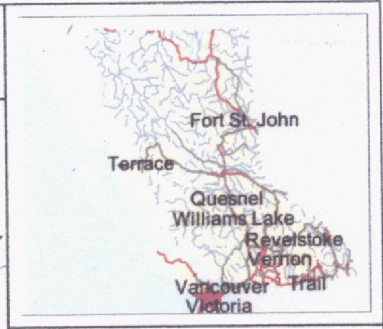 Fort St. John
Terrace
Quesnel
Williams Lake
Revelstoke
Vernon
Vancouver
Trail
Victoria